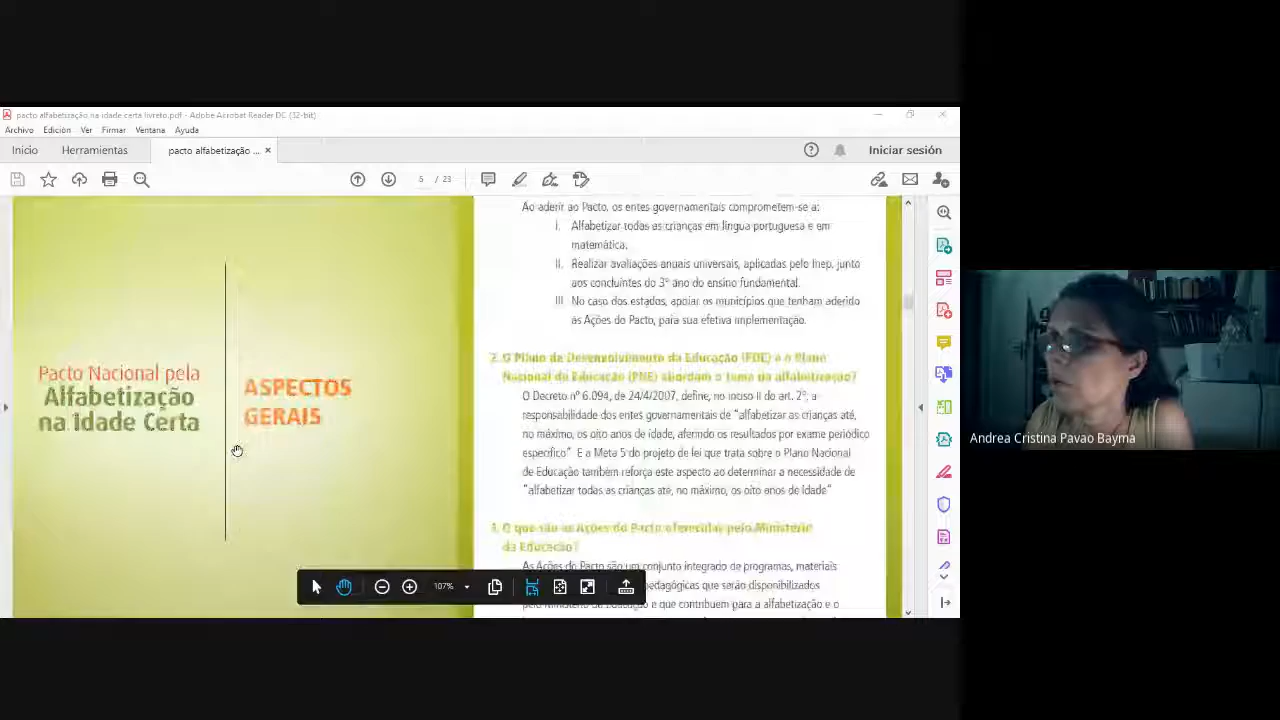 pacto alfabetização na idade certa livreto.pdf - Adobe Acrobat Reader DC (32-bit)
Archivo Edición Ver Firmar Ventana Ayuda
Inicio Herramientas pacto alfabetização ... × Iniciar sesión
/ 23
Pacto Nacional pela
Alfabetização
na Idade Certa
ASPECTOS
GERAIS
Ao aderir ao Pacto, os entes governamentais comprometem-se a:
I. Alfabetizar todas as crianças em língua portuguesa e em
matemática.
II. Realizar avaliações anuais universais, aplicadas pelo Inep, junto
aos concluintes do 3º ano do ensino fundamental.
III No caso dos estados, apoiar os municípios que tenham aderido
às Ações do Pacto, para sua efetiva implementação.
2. O Plano de Desenvolvimento da Educação (PDE) e o Plano
Nacional de Educação (PNE) abordam o tema da alfabetização?
O Decreto nº 6.094, de 24/4/2007, define, no inciso II do art. 2º, a
responsabilidade dos entes governamentais de "alfabetizar as crianças até,
no máximo, os oito anos de idade, aferindo os resultados por exame periódico
específico" E a Meta 5 do projeto de lei que trata sobre o Plano Nacional
de Educação também reforça este aspecto ao determinar a necessidade de
"alfabetizar todas as crianças até, no máximo, os oito anos de idade"
3. O que são as Ações do Pacto oferecidas pelo Ministério
da Educação?
As Ações do Pacto são um conjunto integrado de programas, materiais
pedagógicas que serão disponibilizados
pelo Ministério da Educação e que contribuem para a alfabetização e o
107%
Andrea Cristina Pavao Bayma